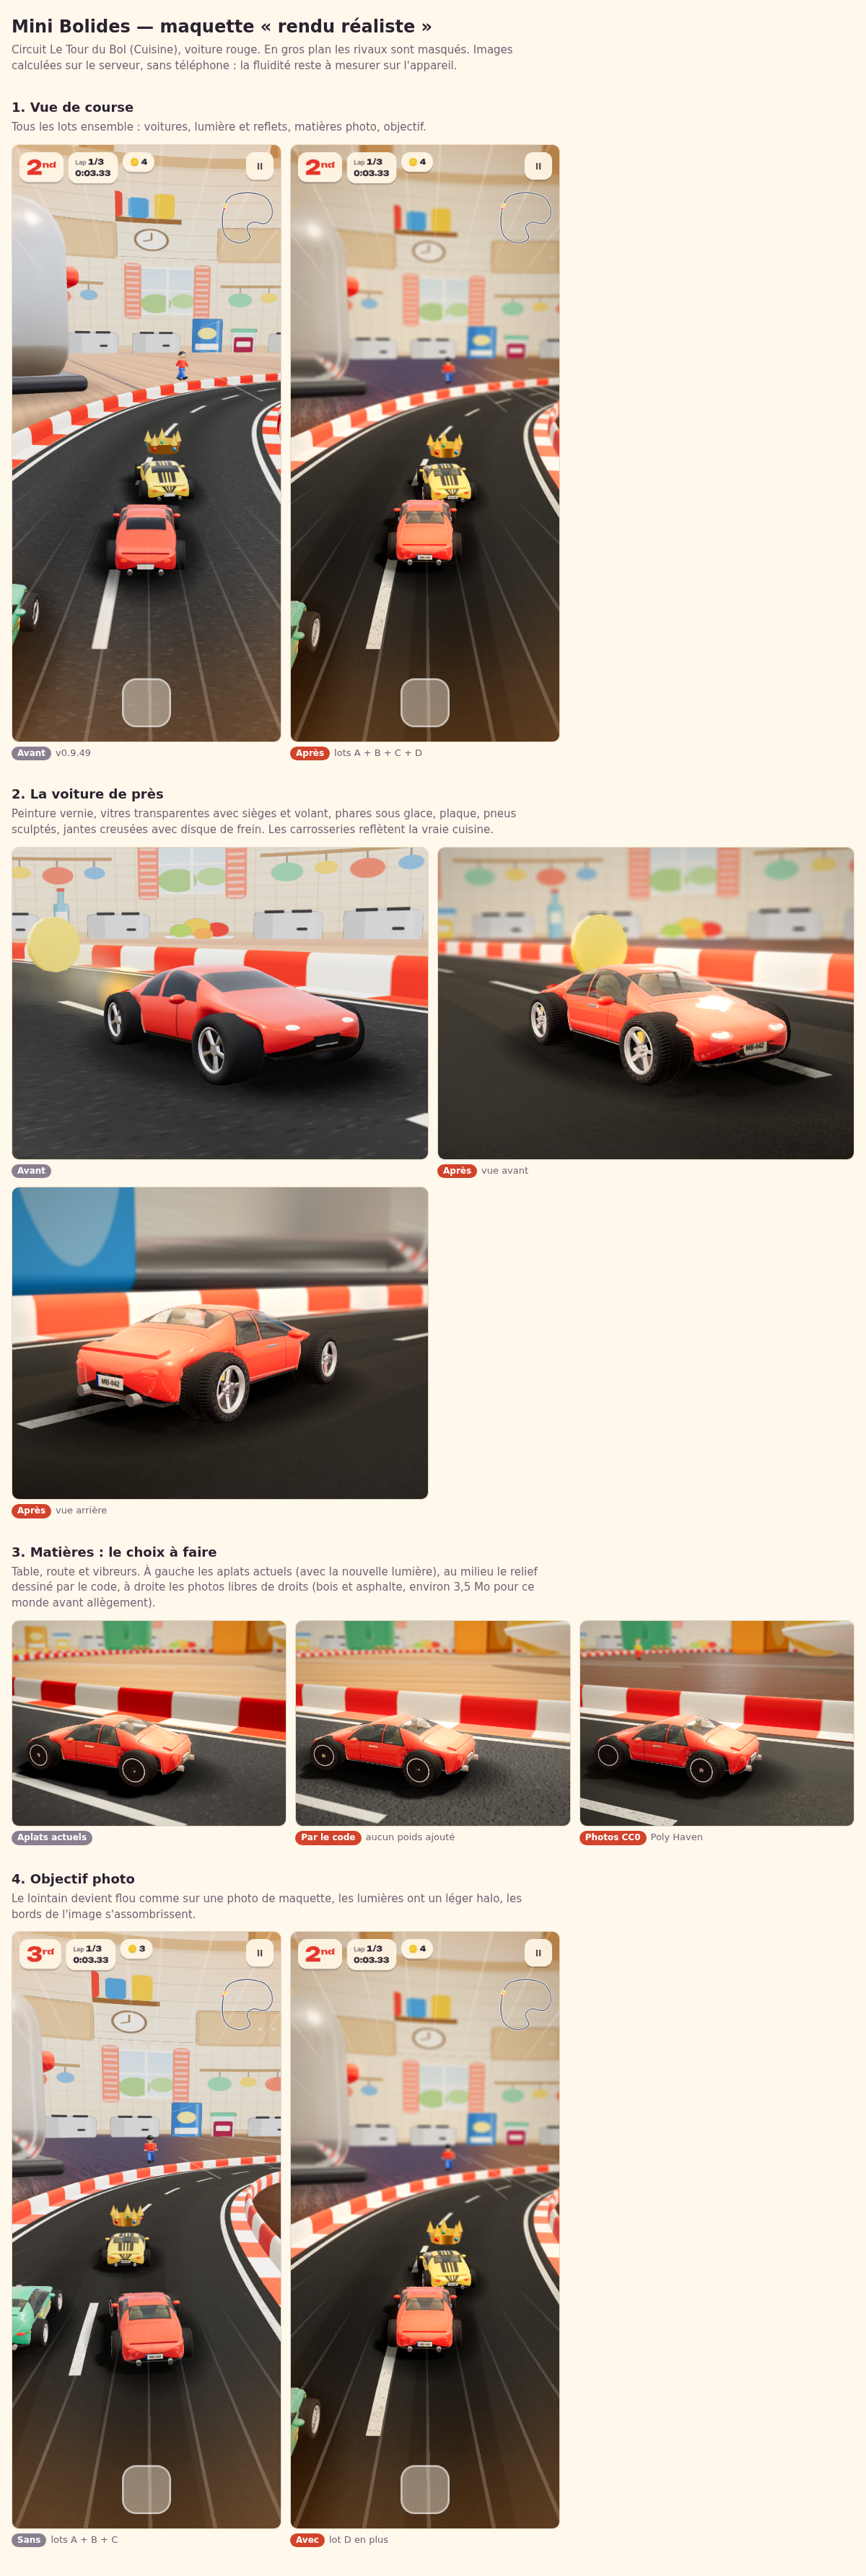 Mini Bolides — maquette « rendu réaliste »
Circuit Le Tour du Bol (Cuisine), voiture rouge. En gros plan les rivaux sont masqués. Images
calculées sur le serveur, sans téléphone : la fluidité reste à mesurer sur l'appareil.
1. Vue de course
Tous les lots ensemble : voitures, lumière et reflets, matières photo, objectif.
2nd Lap 1/3 4
0:03.33
2nd Lap 1/3 4
0:03.33
Avant v0.9.49
Après lots A + B + C + D
2. La voiture de près
Peinture vernie, vitres transparentes avec sièges et volant, phares sous glace, plaque, pneus
sculptés, jantes creusées avec disque de frein. Les carrosseries reflètent la vraie cuisine.
MB-042
Avant
Après vue avant
MB-042
Après vue arrière
3. Matières : le choix à faire
Table, route et vibreurs. À gauche les aplats actuels (avec la nouvelle lumière), au milieu le relief
dessiné par le code, à droite les photos libres de droits (bois et asphalte, environ 3,5 Mo pour ce
monde avant allègement).
Aplats actuels
Par le code aucun poids ajouté
Photos CC0 Poly Haven
4. Objectif photo
Le lointain devient flou comme sur une photo de maquette, les lumières ont un léger halo, les
bords de l'image s'assombrissent.
3rd Lap 1/3 3
0:03.33
2nd Lap 1/3 4
0:03.33
Sans lots A + B + C
Avec lot D en plus